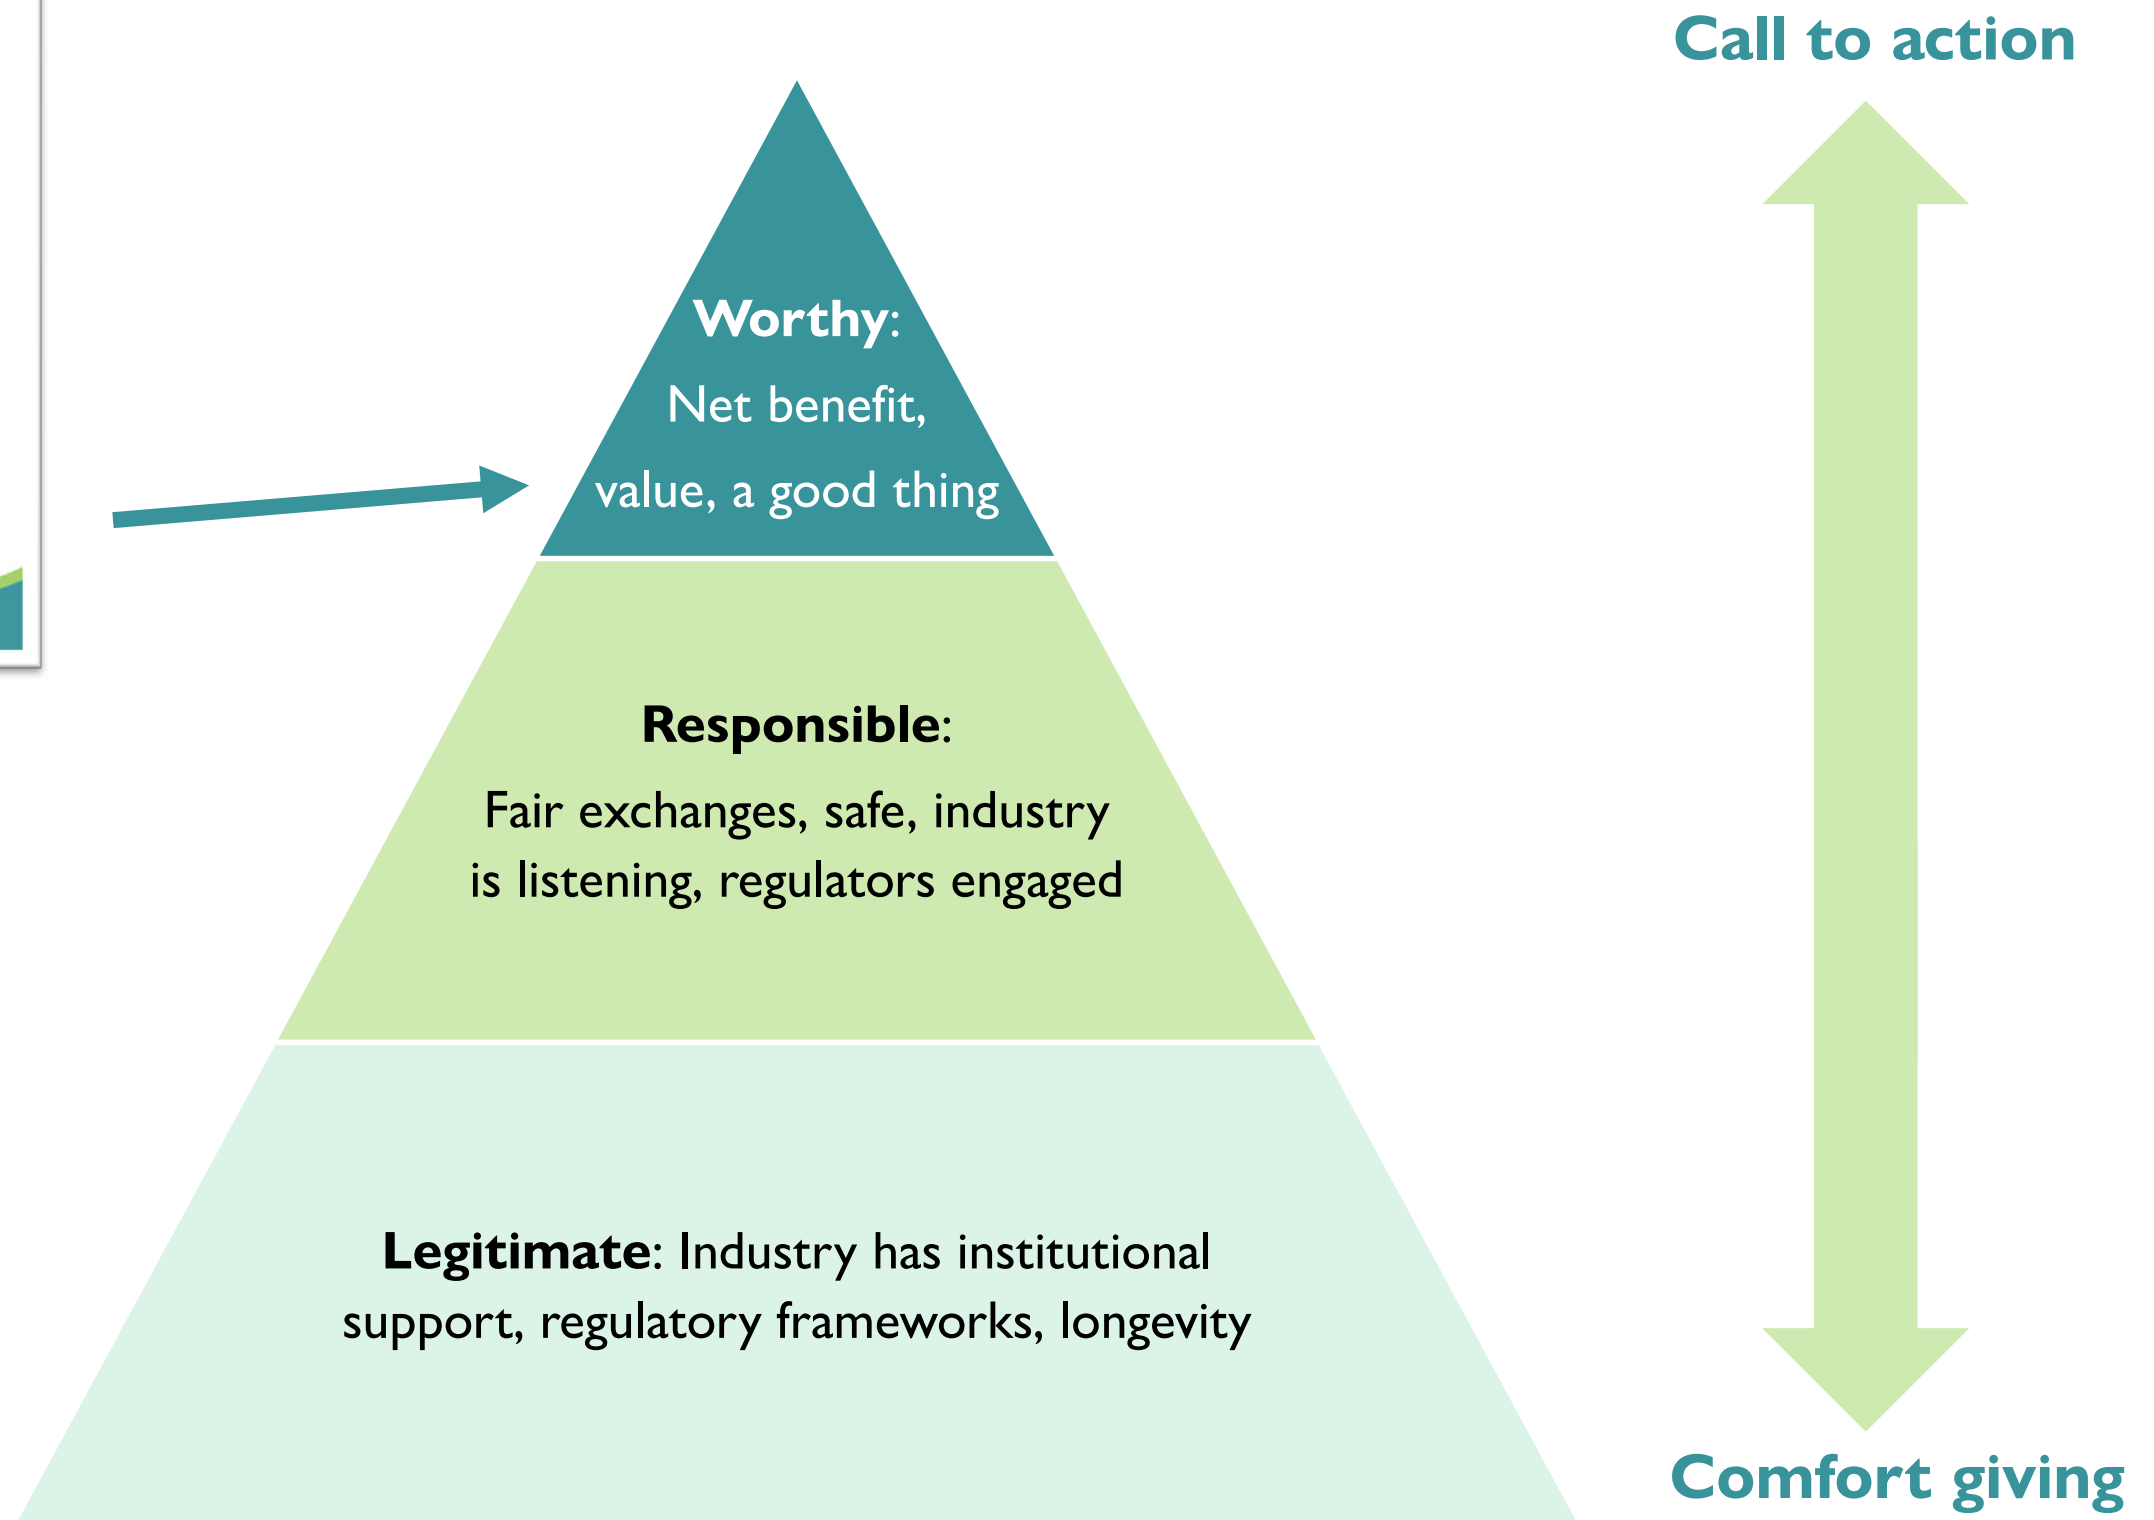 Call to action
Worthy:
Net benefit,
value, a good thing
Responsible:
Fair exchanges, safe, industry
is listening, regulators engaged
Legitimate: Industry has institutional
support, regulatory frameworks, longevity
Comfort giving